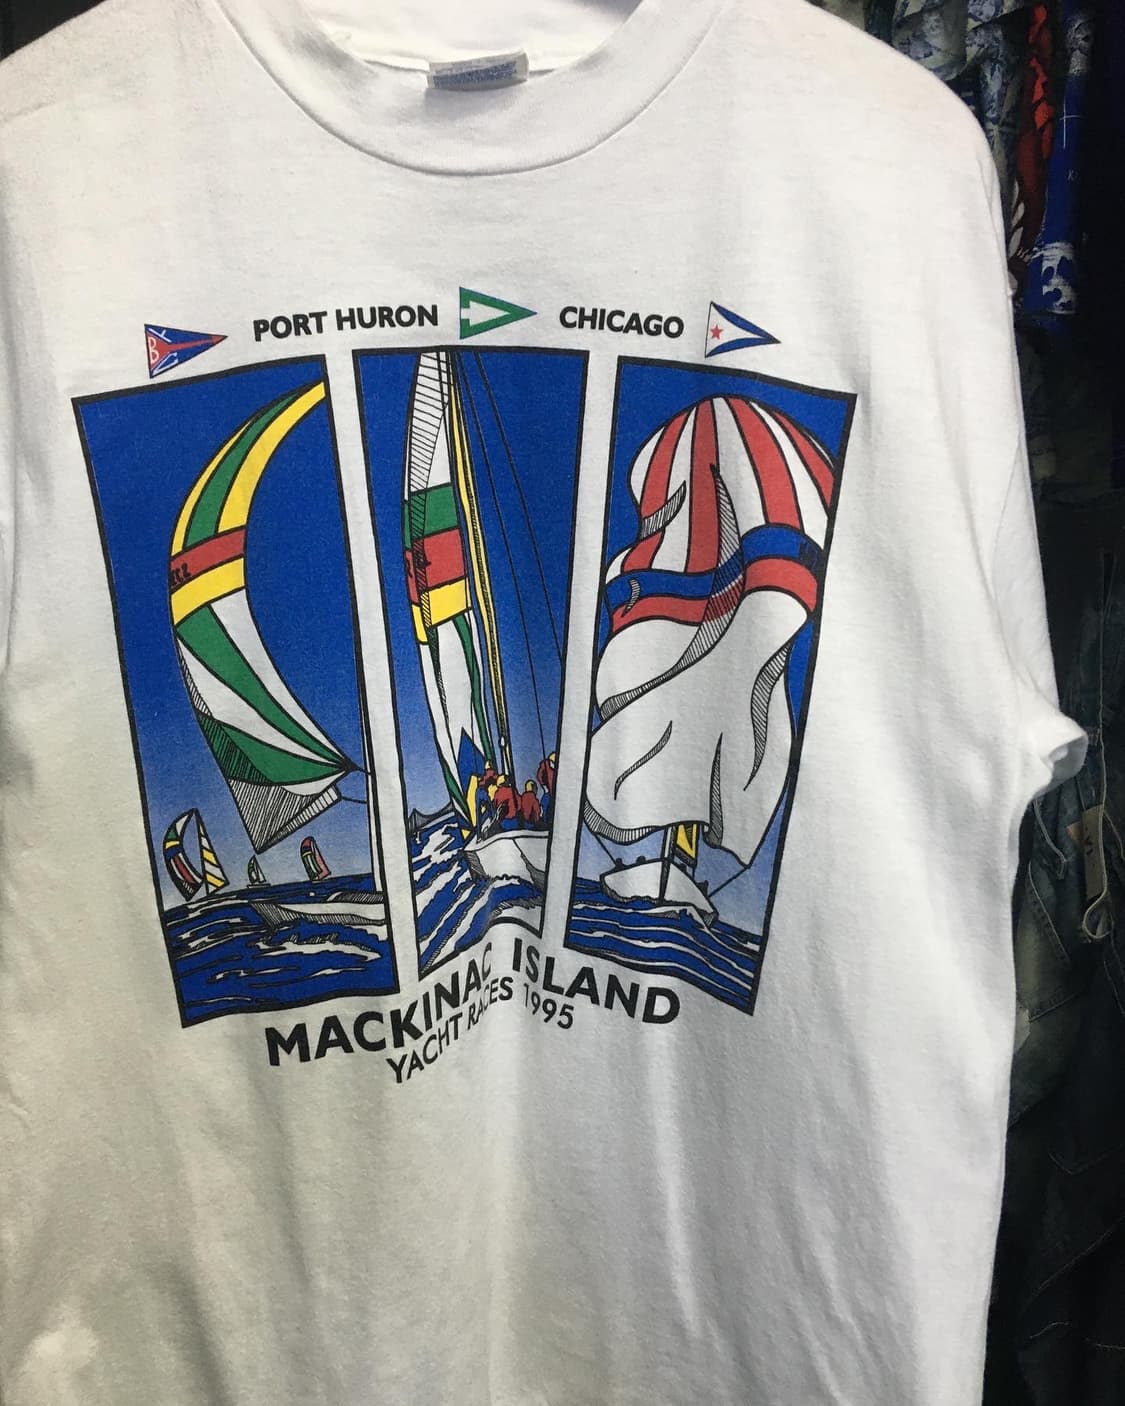 PORT HURON
CHICAGO
MACKINAC ISLAND
YACHT RACES 1995